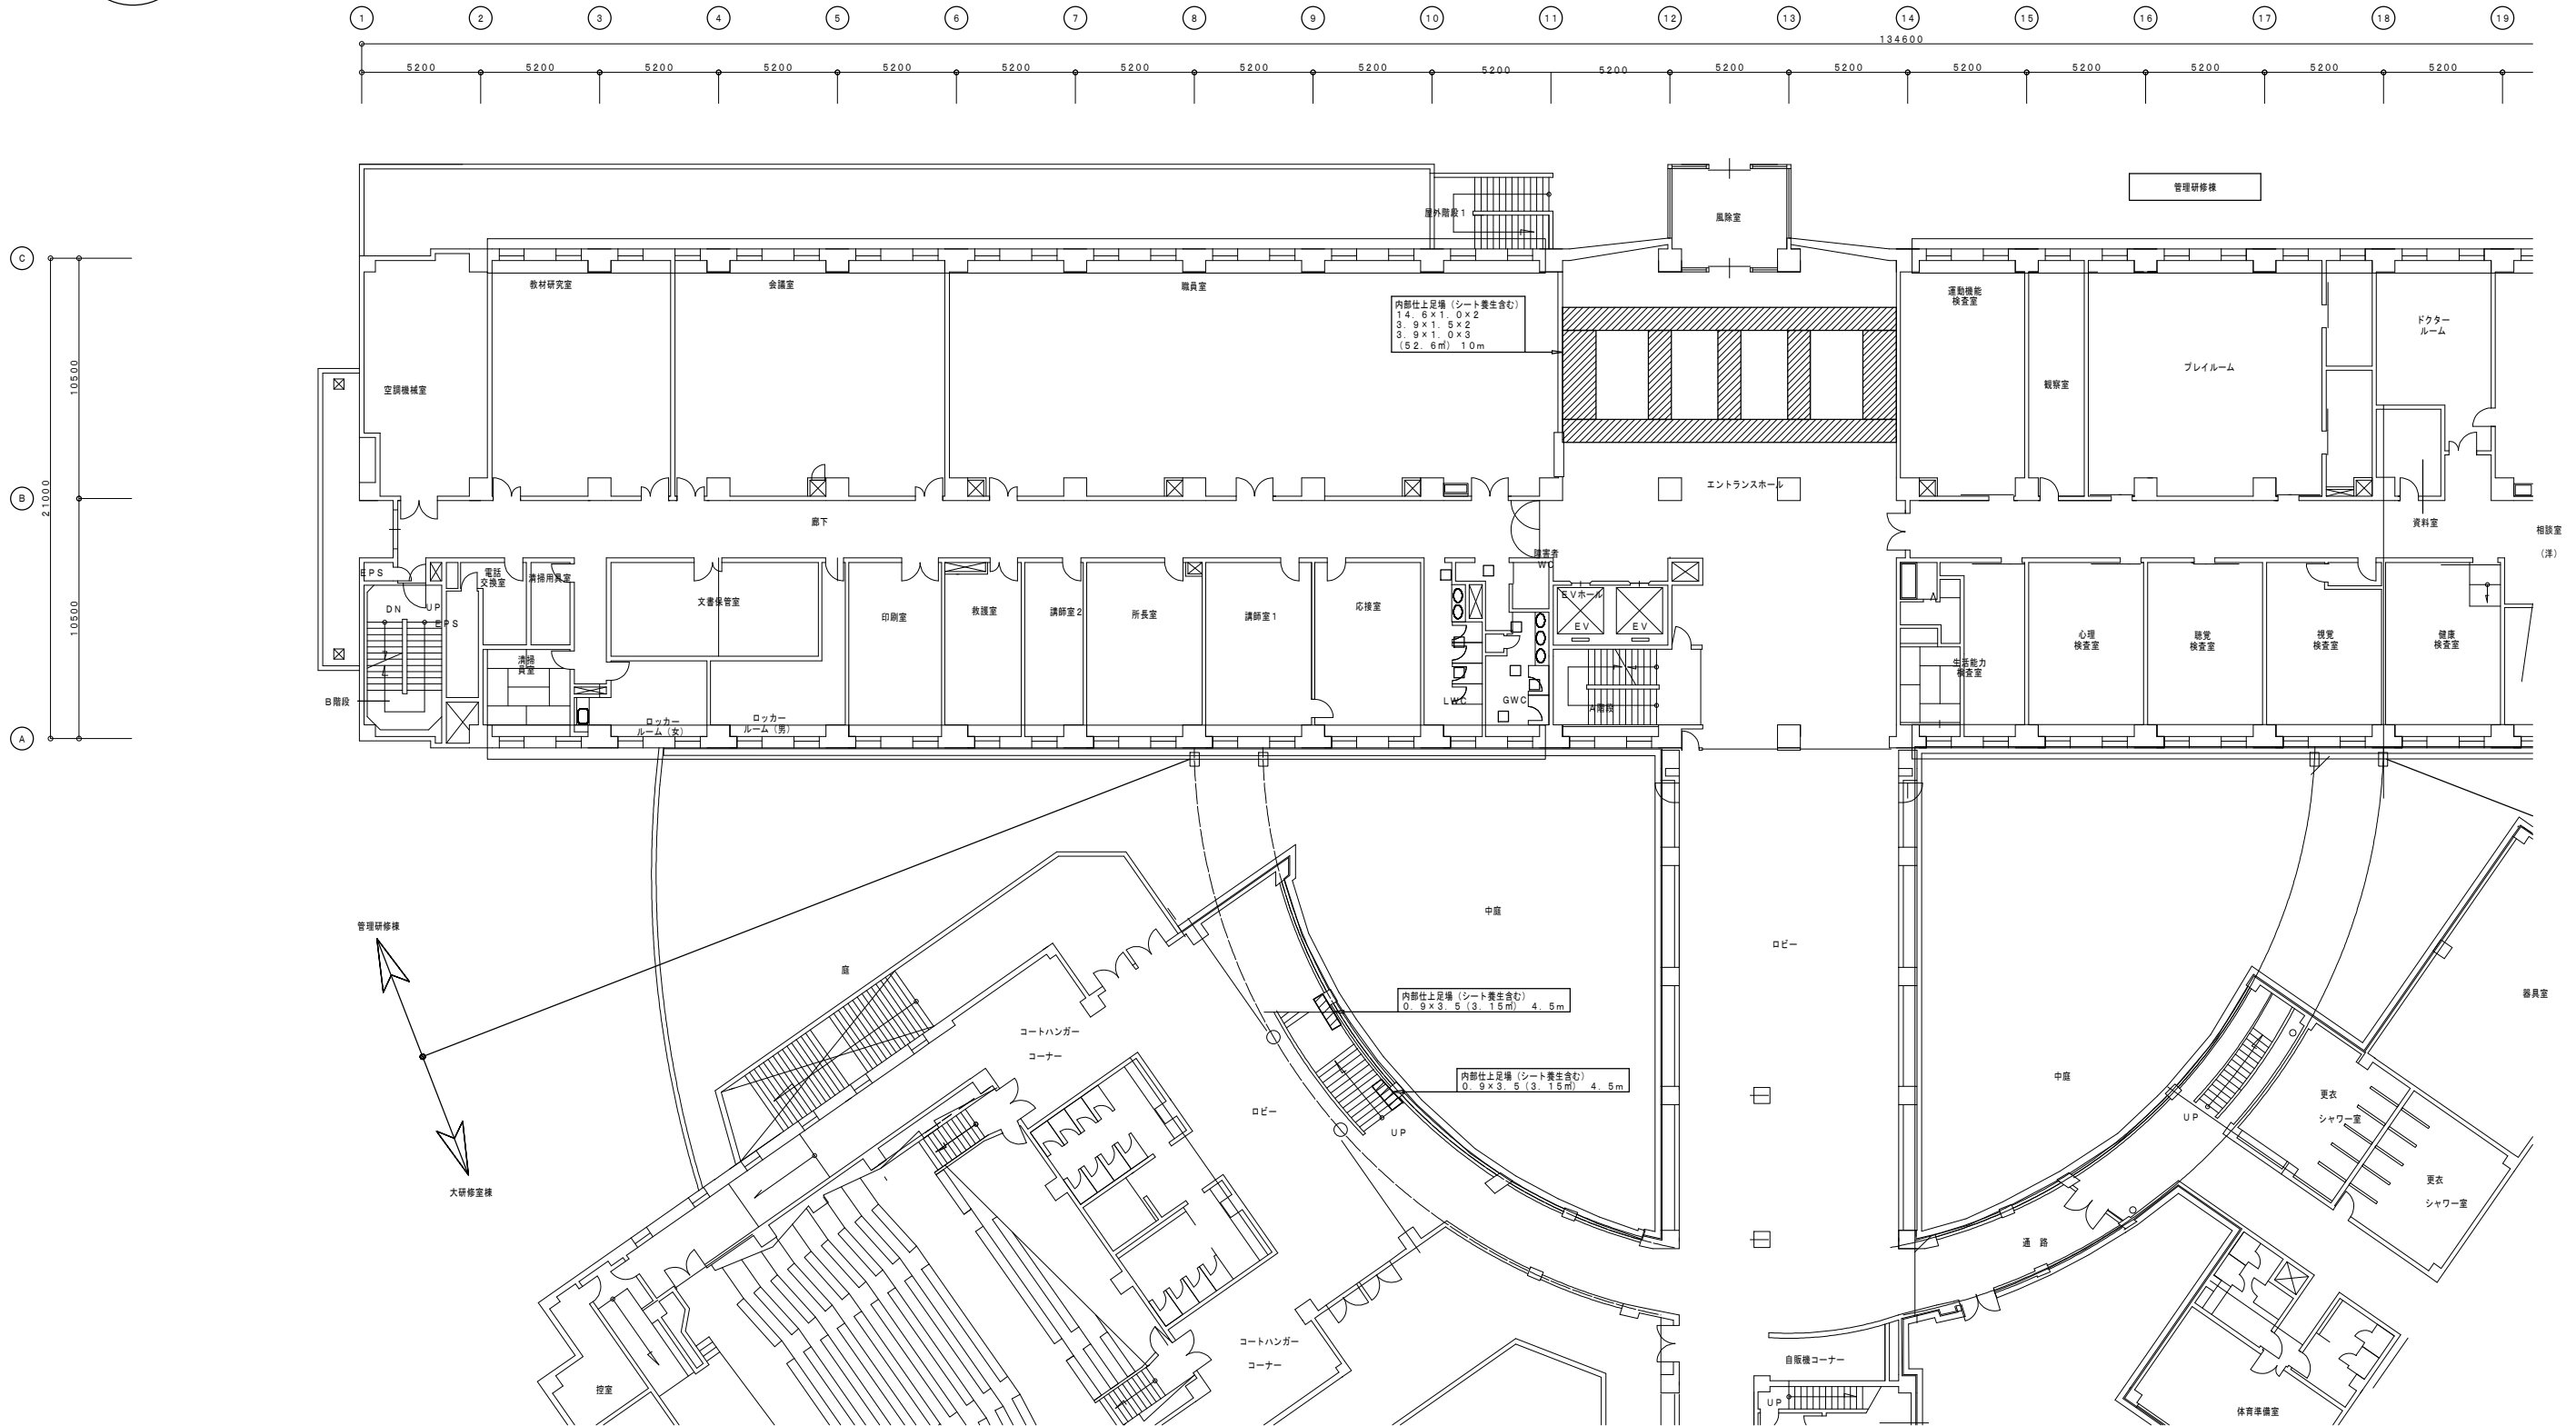 1 2 3 4 5 6 7 8 9 10 11 12 13 14 15 16 17 18 19
134600
5200 5200 5200 5200 5200 5200 5200 5200 5200 5200 5200 5200 5200 5200 5200 5200 5200 5200
管理研修棟
屋外階段1
風除室
C
教材研究室
会議室
職員室
運動機能
検査室
内部仕上足場（シート養生含む）
14.6×1.0×2
3.9×1.5×2
3.9×1.0×3
(52.6㎡) 10m
ドクター
ルーム
プレイルーム
観察室
空調機械室
10500
21000
B
エントランスホール
廊下
資料室
相談室
（洋）
障害者
WC
EPS
電話
交換室
清掃用具室
EVホール
文書保管室
DN
UP
EPS
印刷室
救護室
講師室2
所長室
講師室1
応接室
EV
EV
心理
検査室
聴覚
検査室
視覚
検査室
健康
検査室
10500
清掃
員室
生活能力
検査室
B階段
LWC
GWC
A階段
ロッカー
ルーム（女）
ロッカー
ルーム（男）
A
中庭
管理研修棟
ロビー
庭
内部仕上足場（シート養生含む）
0.9×3.5(3.15㎡) 4.5m
器具室
コートハンガー
コーナー
内部仕上足場（シート養生含む）
0.9×3.5(3.15㎡) 4.5m
中庭
更衣
シャワー室
ロビー
UP
UP
大研修室棟
更衣
シャワー室
通 路
コートハンガー
コーナー
自販機コーナー
控室
UP
体育準備室